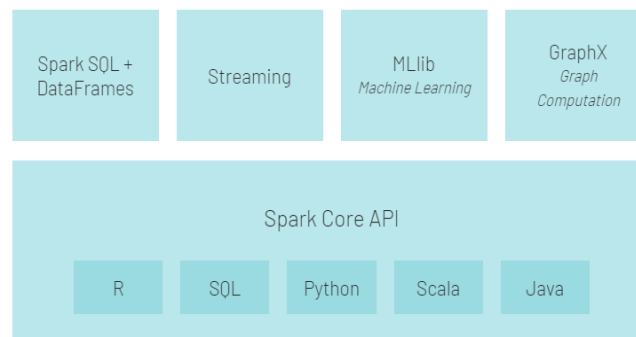 Spark SQL +
DataFrames
Streaming
MLlib
Machine Learning
GraphX
Graph
Computation
Spark Core API
R
SQL
Python
Scala
Java